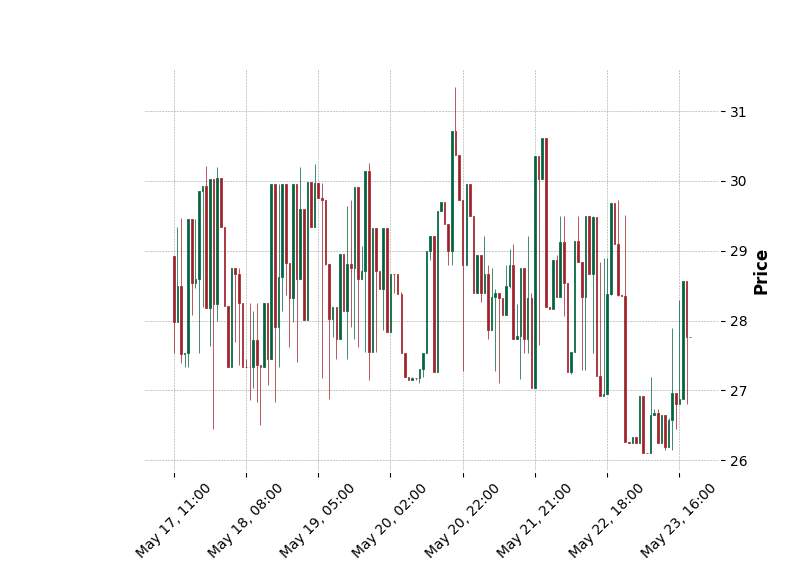 31
30
29
28
27
26
Price
May 17, 11:00
May 18, 08:00
May 19, 05:00
May 20, 02:00
May 20, 22:00
May 21, 21:00
May 22, 18:00
May 23, 16:00